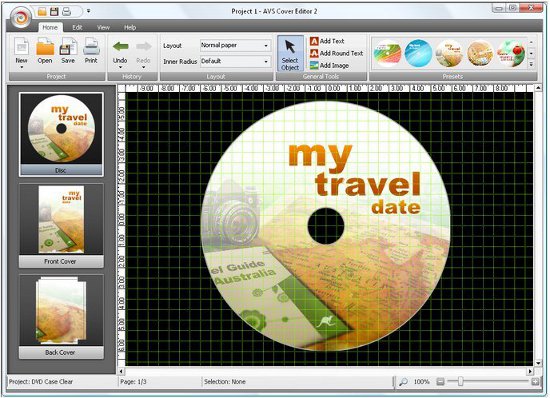 Project 1 - AVS Cover Editor 2
Home Edit View Help
New Open Save Print
Undo Redo
Layout Normal paper
Inner Radius Default
Select Object
Add Text
Add Round Text
Add Image
Project History Layout General Tools Presets
my
travel
date
Disc
Front Cover
Back Cover
my
travel
date
el Guide
Australia
Project: DVD Case Clear Page: 1/3 Selection: None 100%